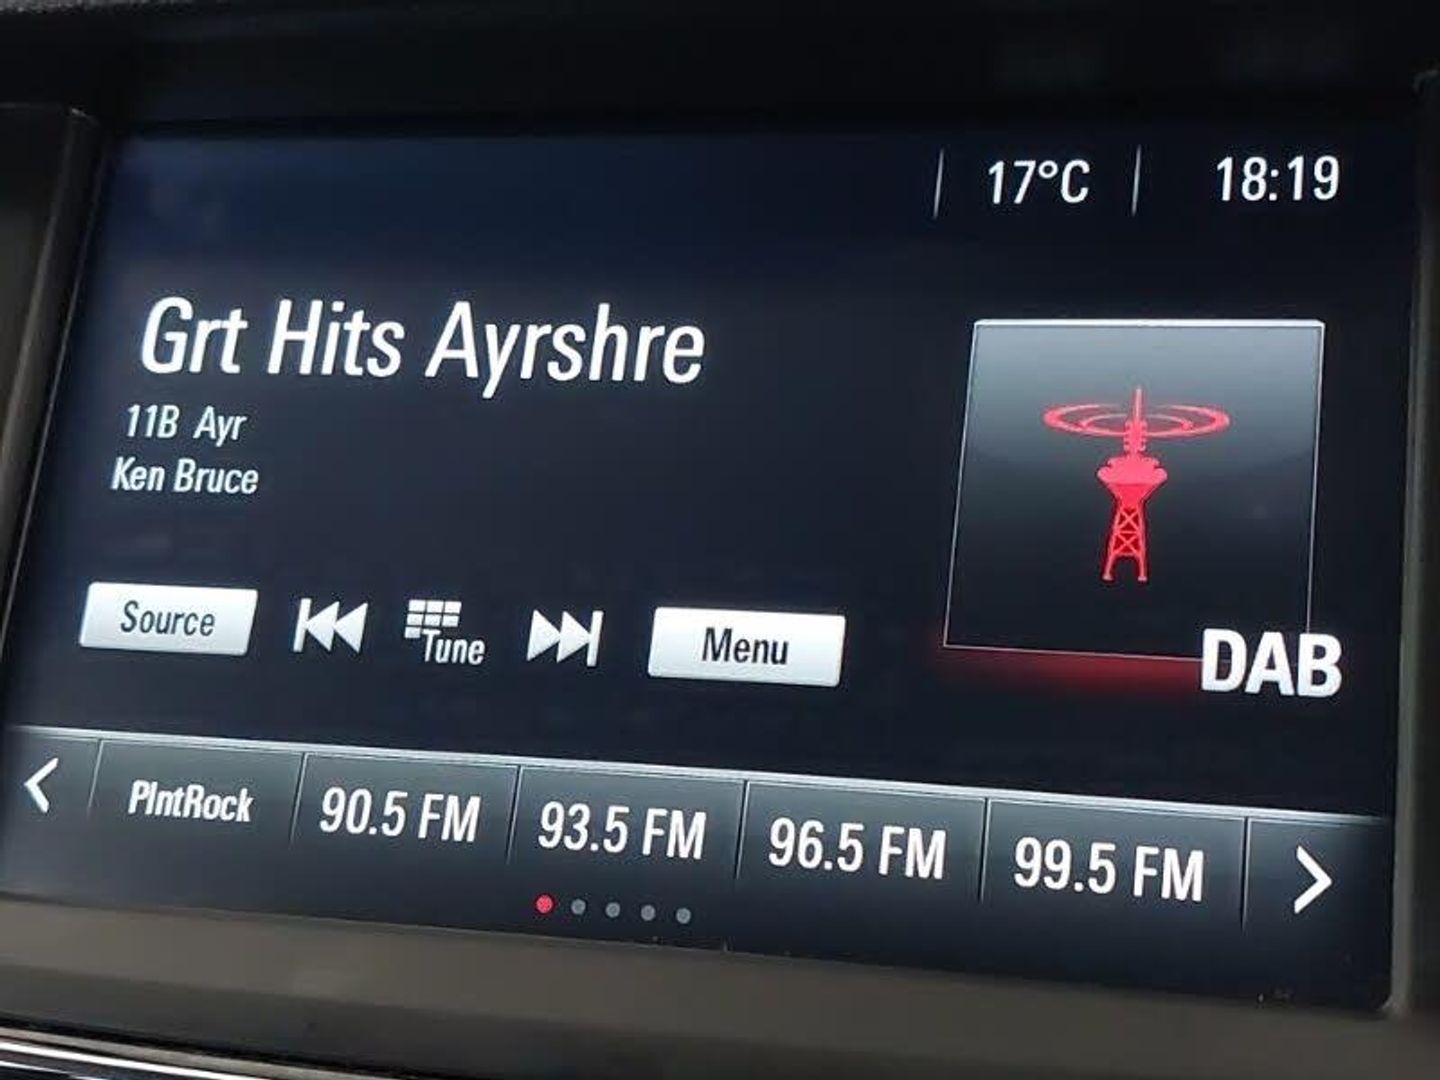 17°C 18:19
Grt Hits Ayrshre
11B Ayr
Ken Bruce
Source Tune Menu
DAB
PlntRock 90.5 FM 93.5 FM 96.5 FM 99.5 FM